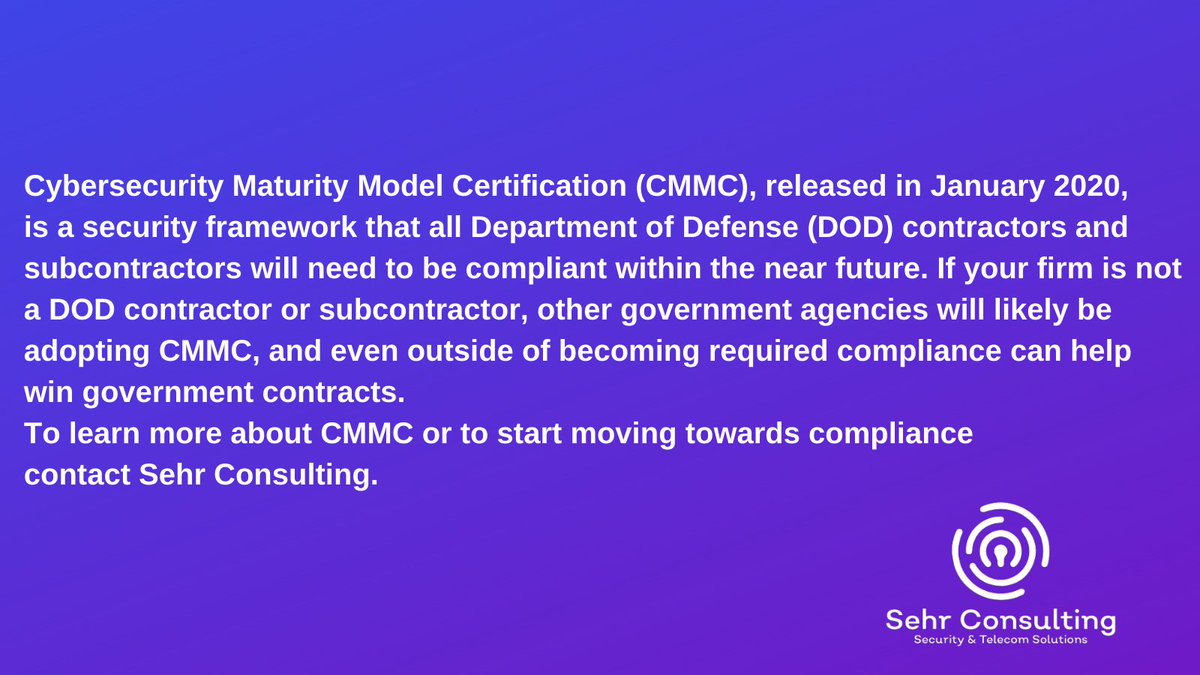 Cybersecurity Maturity Model Certification (CMMC), released in January 2020,
is a security framework that all Department of Defense (DOD) contractors and
subcontractors will need to be compliant within the near future. If your firm is not
a DOD contractor or subcontractor, other government agencies will likely be
adopting CMMC, and even outside of becoming required compliance can help
win government contracts.
To learn more about CMMC or to start moving towards compliance
contact Sehr Consulting.
Sehr Consulting
Security & Telecom Solutions